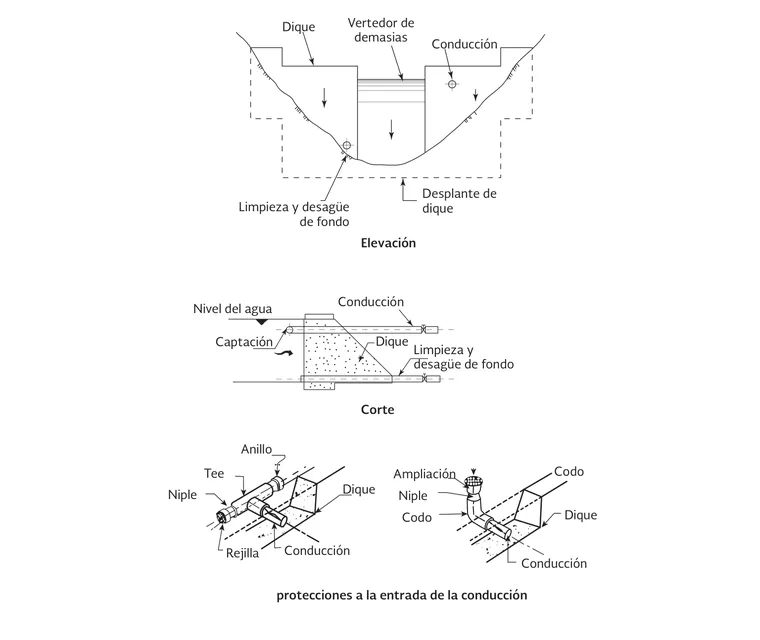 Dique
Vertedor de
demasias
Conducción
Limpieza y desagüe
de fondo
Desplante de
dique
Elevación
Nivel del agua
Conducción
Captación
Dique
Limpieza y
desagüe de fondo
Corte
Anillo
Tee
Niple
Dique
Rejilla
Conducción
Ampliación
Codo
Niple
Codo
Dique
Conducción
protecciones a la entrada de la conducción